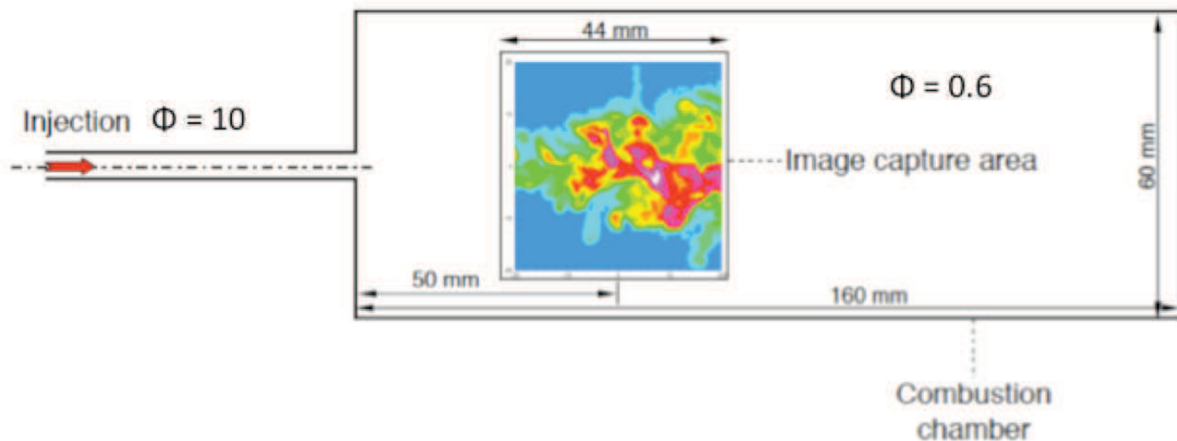 44 mm
Φ = 0.6
Injection Φ = 10
Image capture area
60 mm
50 mm
160 mm
Combustion
chamber